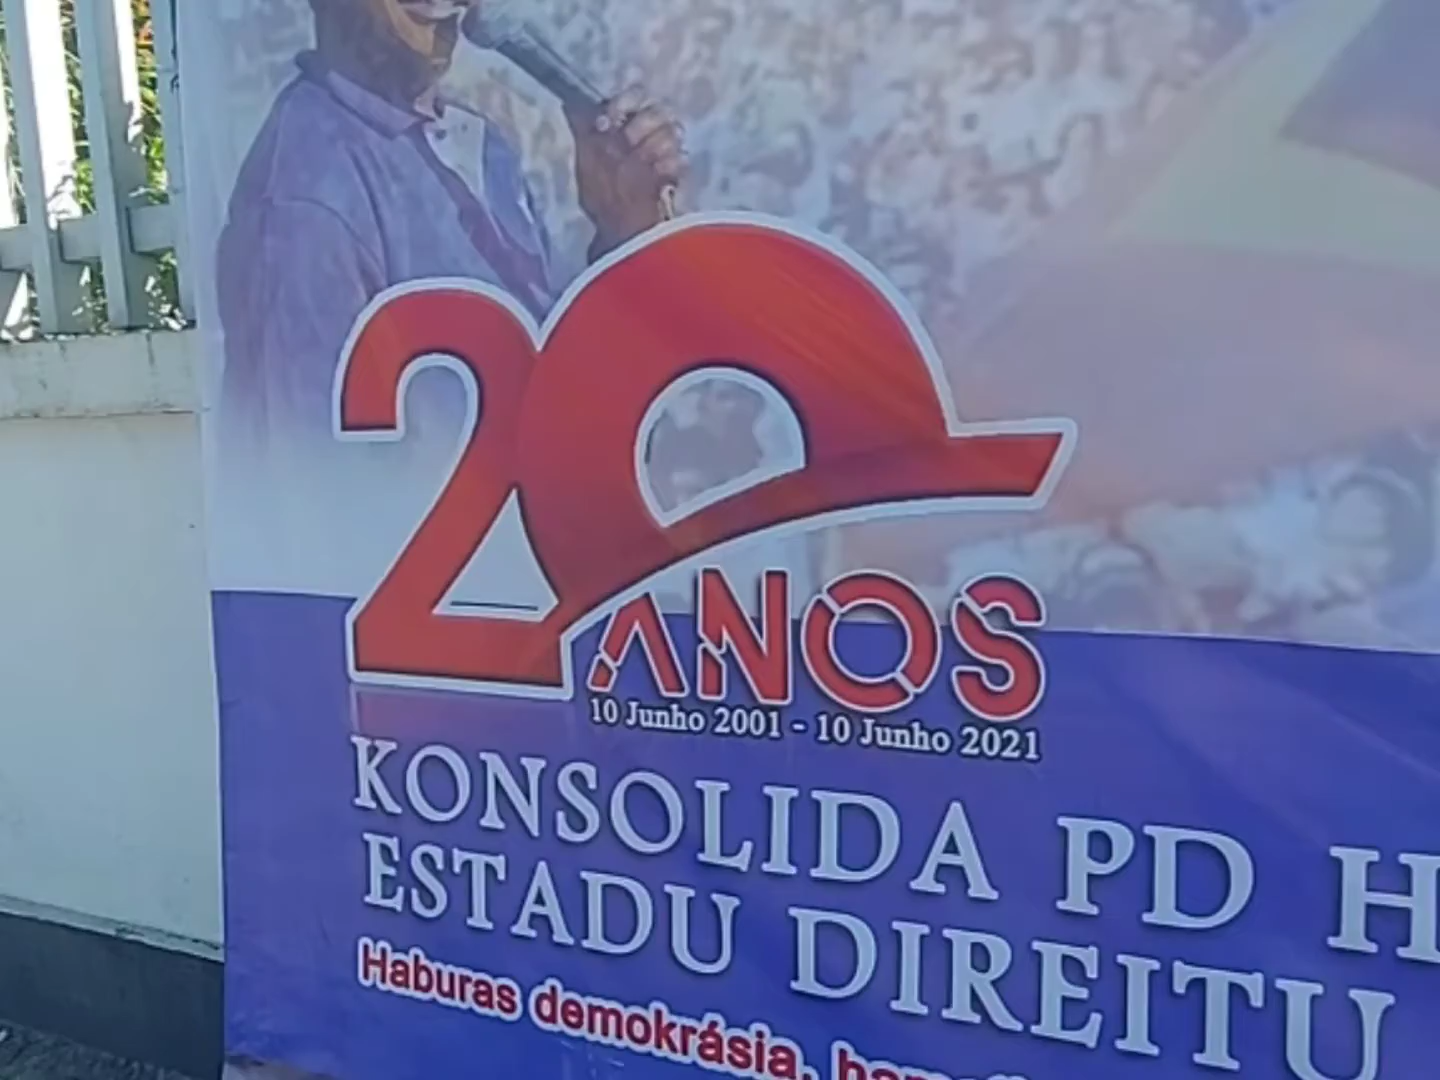 20
ANOS
10 Junho 2001 - 10 Junho 2021
KONSOLIDA PD
ESTADU DIREITU
Haburas demokrásia,